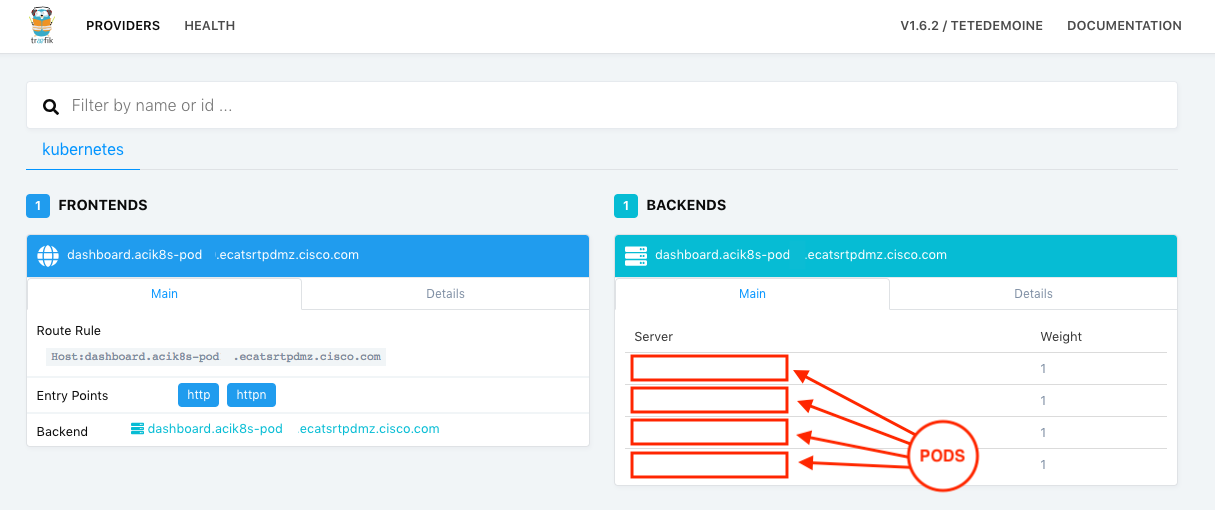 træfik
PROVIDERS HEALTH V1.6.2 / TETEDEMOINE DOCUMENTATION
Filter by name or id ...
kubernetes
1 FRONTENDS
dashboard.acik8s-pod .ecatsrtpdmz.cisco.com
Main Details
Route Rule
Host:dashboard.acik8s-pod .ecatsrtpdmz.cisco.com
Entry Points http httpn
Backend dashboard.acik8s-pod .ecatsrtpdmz.cisco.com
1 BACKENDS
dashboard.acik8s-pod .ecatsrtpdmz.cisco.com
Main Details
Server Weight
1
1
1
1
PODS